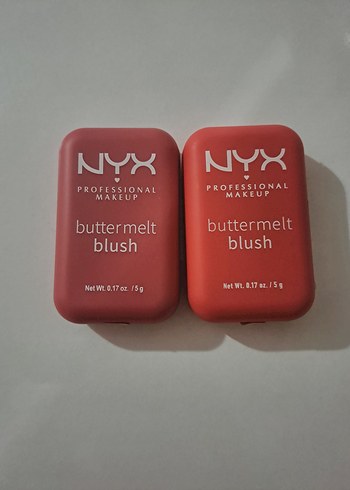 NYX
PROFESSIONAL
MAKEUP
buttermelt
blush
Net Wt. 0.17 oz. / 5 g
NYX
PROFESSIONAL
MAKEUP
buttermelt
blush
Net Wt. 0.17 oz. / 5 g